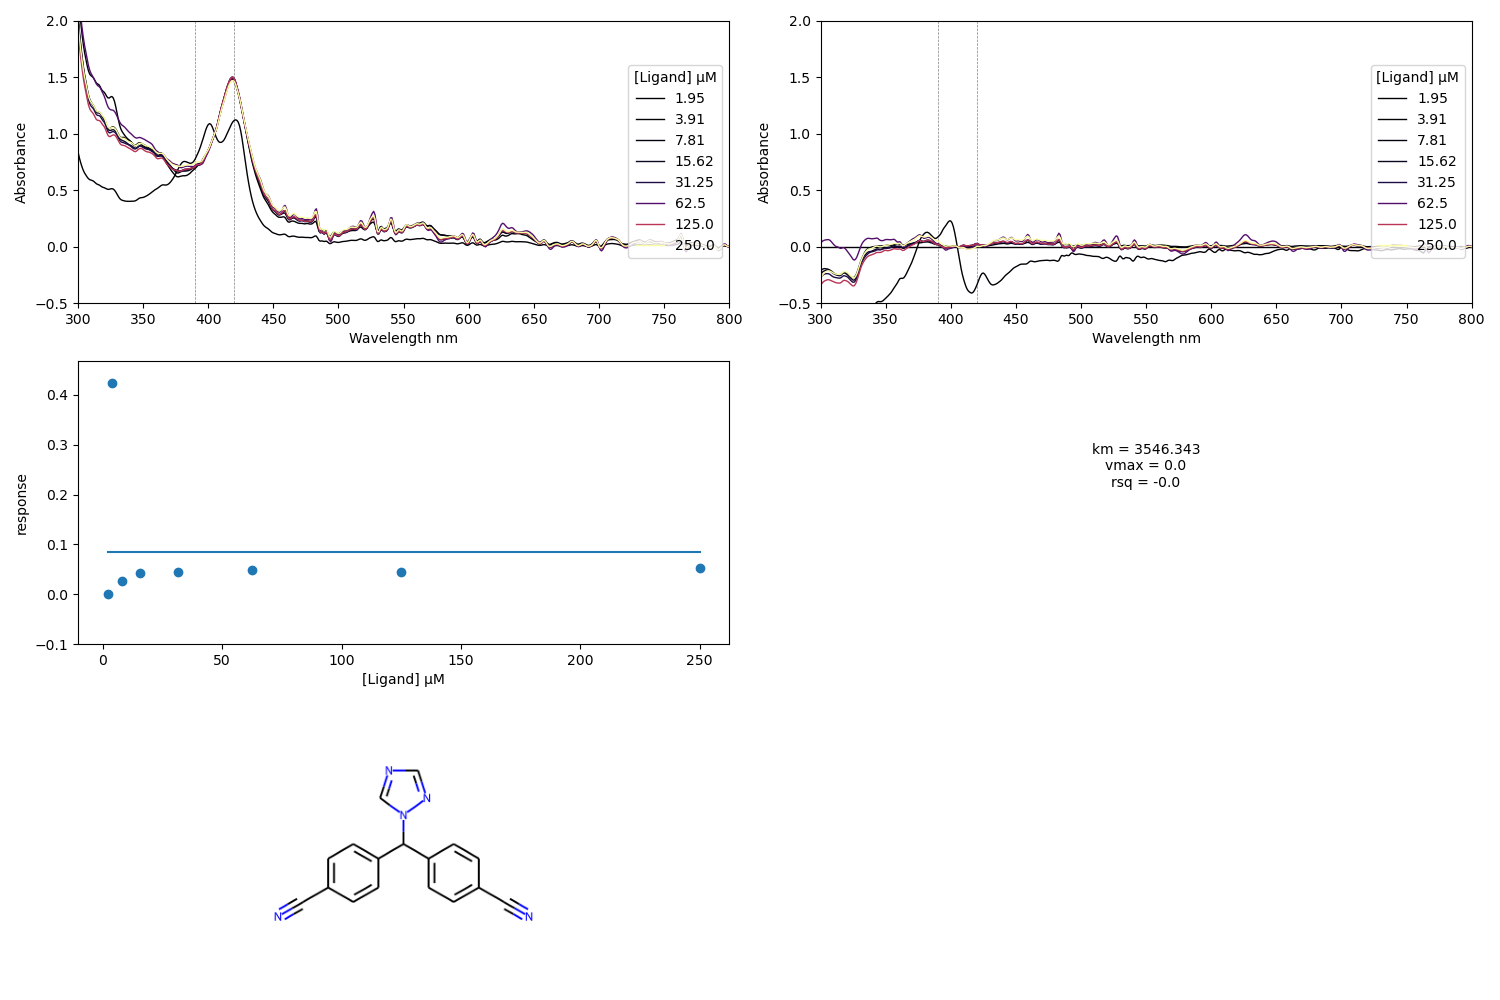 2.0
1.5
1.0
0.5
0.0
−0.5
Absorbance
300 350 400 450 500 550 600 650 700 750 800
Wavelength nm
[Ligand] μM
1.95
3.91
7.81
15.62
31.25
62.5
125.0
250.0
2.0
1.5
1.0
0.5
0.0
−0.5
Absorbance
300 350 400 450 500 550 600 650 700 750 800
Wavelength nm
[Ligand] μM
1.95
3.91
7.81
15.62
31.25
62.5
125.0
250.0
0.4
0.3
0.2
0.1
0.0
−0.1
response
0 50 100 150 200 250
[Ligand] μM
km = 3546.343
vmax = 0.0
rsq = -0.0
N
N
N
N
N